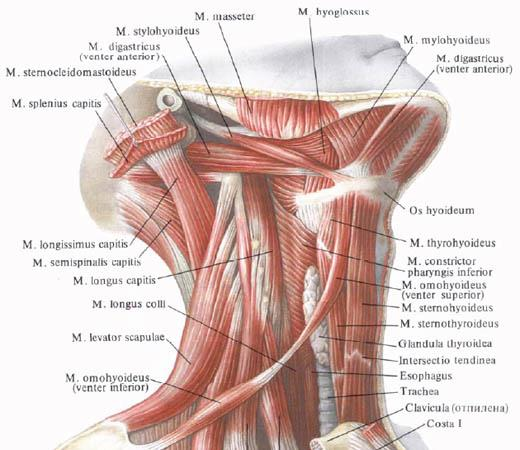 M. masseter
M. hyoglossus
M. stylohyoideus
M. digastricus
(venter anterior)
M. sternocleidomastoideus
M. splenius capitis
M. mylohyoideus
M. digastricus
(venter anterior)
M. longissimus capitis
M. semispinalis capitis
M. longus capitis
M. longus colli
M. levator scapulae
M. omohyoideus
(venter inferior)
Os hyoideum
M. thyrohyoideus
M. constrictor
pharyngis inferior
M. omohyoideus
(venter superior)
M. sternohyoideus
M. sternothyroideus
Glandula thyroidea
Intersectio tendinea
Esophagus
Trachea
Clavicula (отпилена)
Costa I